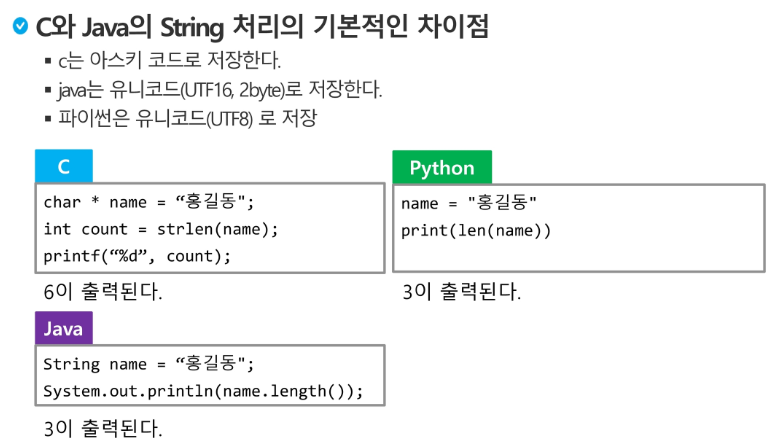 C와 Java의 String 처리의 기본적인 차이점
▪ c는 아스키 코드로 저장한다.
▪ java는 유니코드(UTF16, 2byte)로 저장한다.
▪ 파이썬은 유니코드(UTF8) 로 저장
C
char * name = “홍길동";
int count = strlen(name);
printf(“%d”, count);
6이 출력된다.
Python
name = "홍길동"
print(len(name))
3이 출력된다.
Java
String name = “홍길동";
System.out.println(name.length());
3이 출력된다.